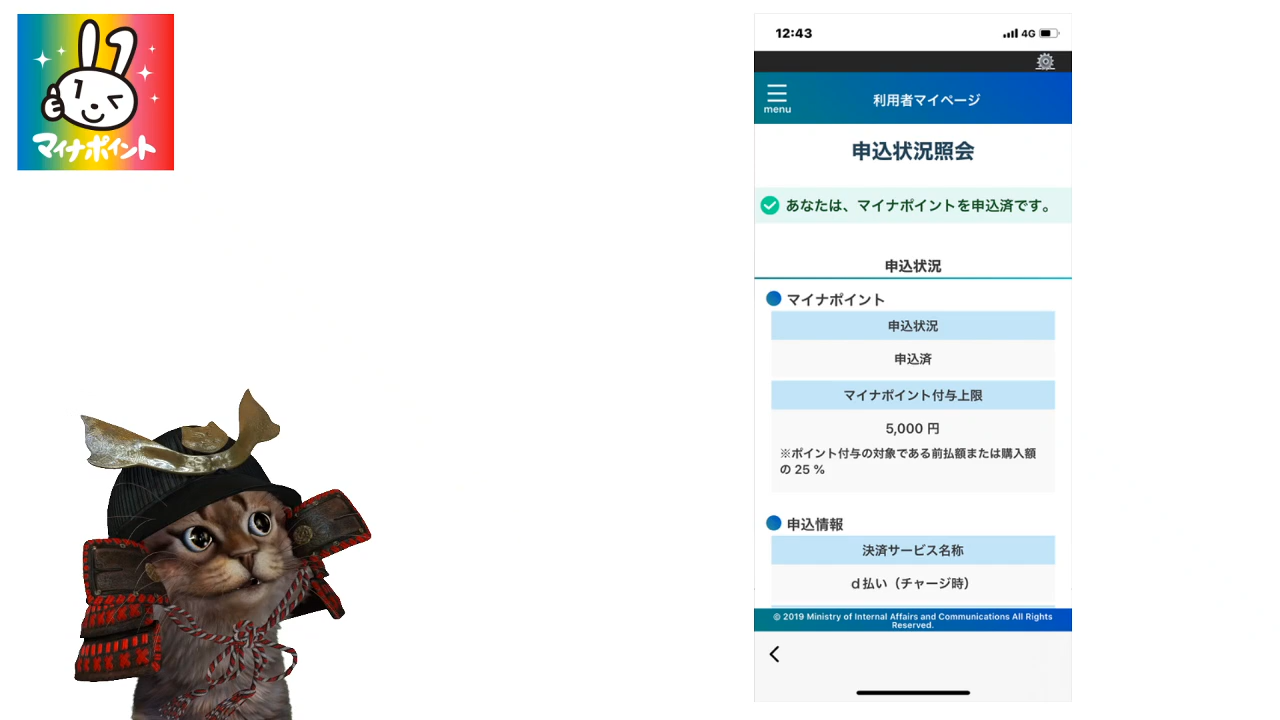 マイナポイント
12:43
4G
menu
利用者マイページ
申込状況照会
あなたは、マイナポイントを申込済です。
申込状況
マイナポイント
申込状況
申込済
マイナポイント付与上限
5,000 円
※ポイント付与の対象である前払額または購入額
の 25 %
申込情報
決済サービス名称
ｄ払い（チャージ時）
© 2019 Ministry of Internal Affairs and Communications All Rights
Reserved.